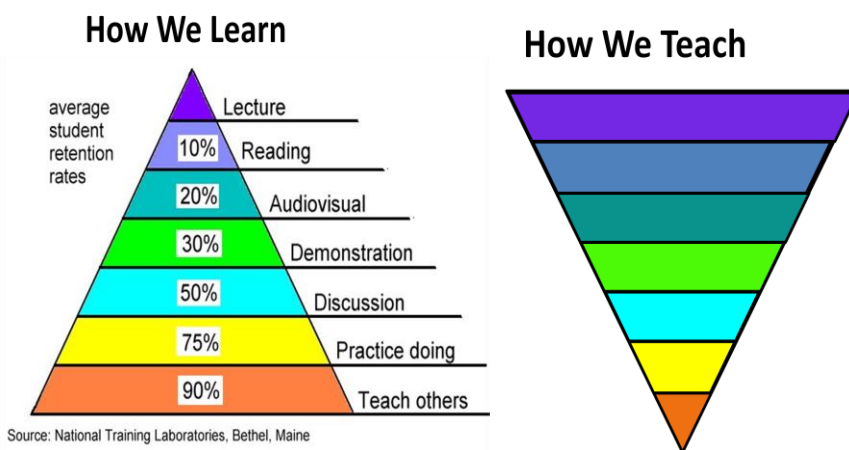 How We Learn
How We Teach
average
student
retention
rates
Lecture
10%
Reading
20%
Audiovisual
30%
Demonstration
50%
Discussion
75%
Practice doing
90%
Teach others
Source: National Training Laboratories, Bethel, Maine